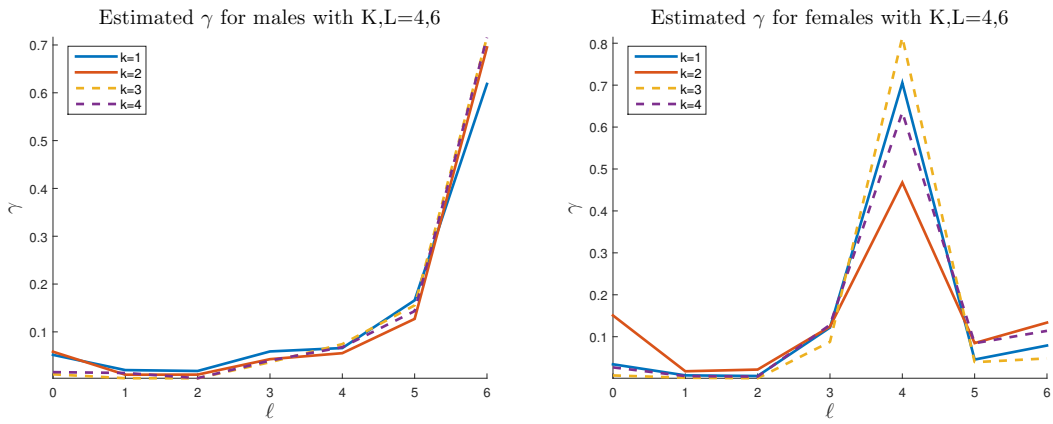 Estimated γ for males with K,L=4,6
0.7
0.6
0.5
0.4
0.3
0.2
0.1
γ
k=1
k=2
k=3
k=4
0 1 2 3 4 5 6
ℓ
Estimated γ for females with K,L=4,6
0.8
0.7
0.6
0.5
0.4
0.3
0.2
0.1
γ
k=1
k=2
k=3
k=4
0 1 2 3 4 5 6
ℓ